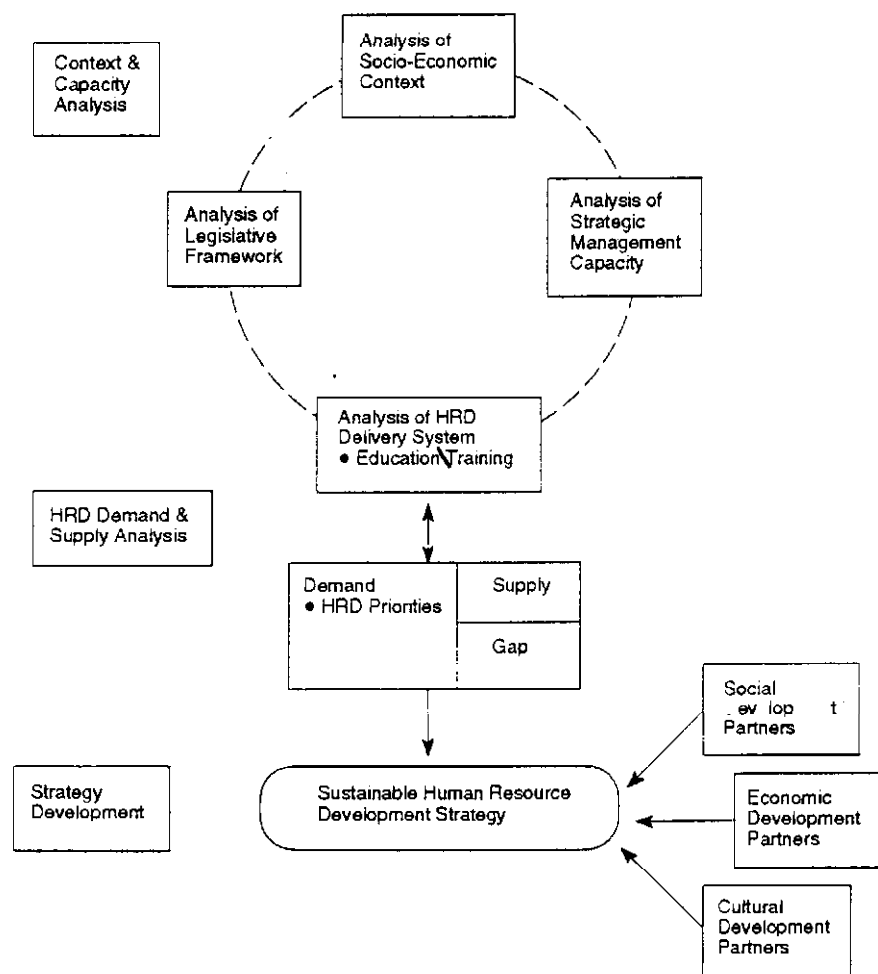 Context &
Capacity
Analysis
Analysis of
Socio-Economic
Context
Analysis of
Legislative
Framework
Analysis of
Strategic
Management
Capacity
Analysis of HRD
Delivery System
• Education\Training
HRD Demand &
Supply Analysis
Demand
• HRD Priorities
Supply
Gap
Social
Partners
Strategy
Development
Sustainable Human Resource
Development Strategy
Economic
Development
Partners
Cultural
Development
Partners